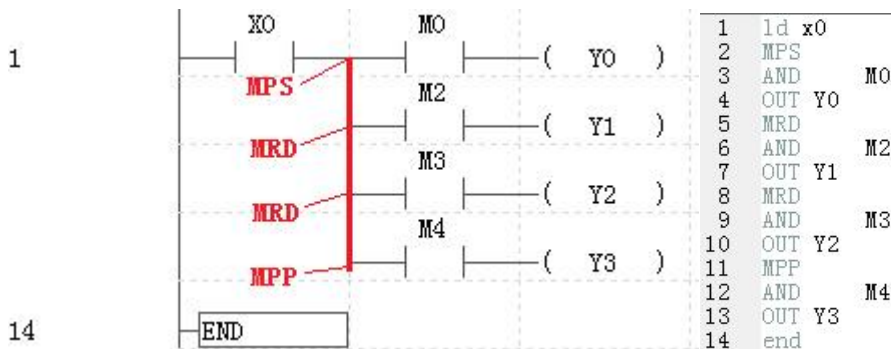 X0 M0
1 ( Y0 )
MPS
M2
MRD ( Y1 )
M3
MRD ( Y2 )
M4
MPP ( Y3 )
14 END
1 ld x0
2 MPS
3 AND M0
4 OUT Y0
5 MRD
6 AND M2
7 OUT Y1
8 MRD
9 AND M3
10 OUT Y2
11 MPP
12 AND M4
13 OUT Y3
14 end